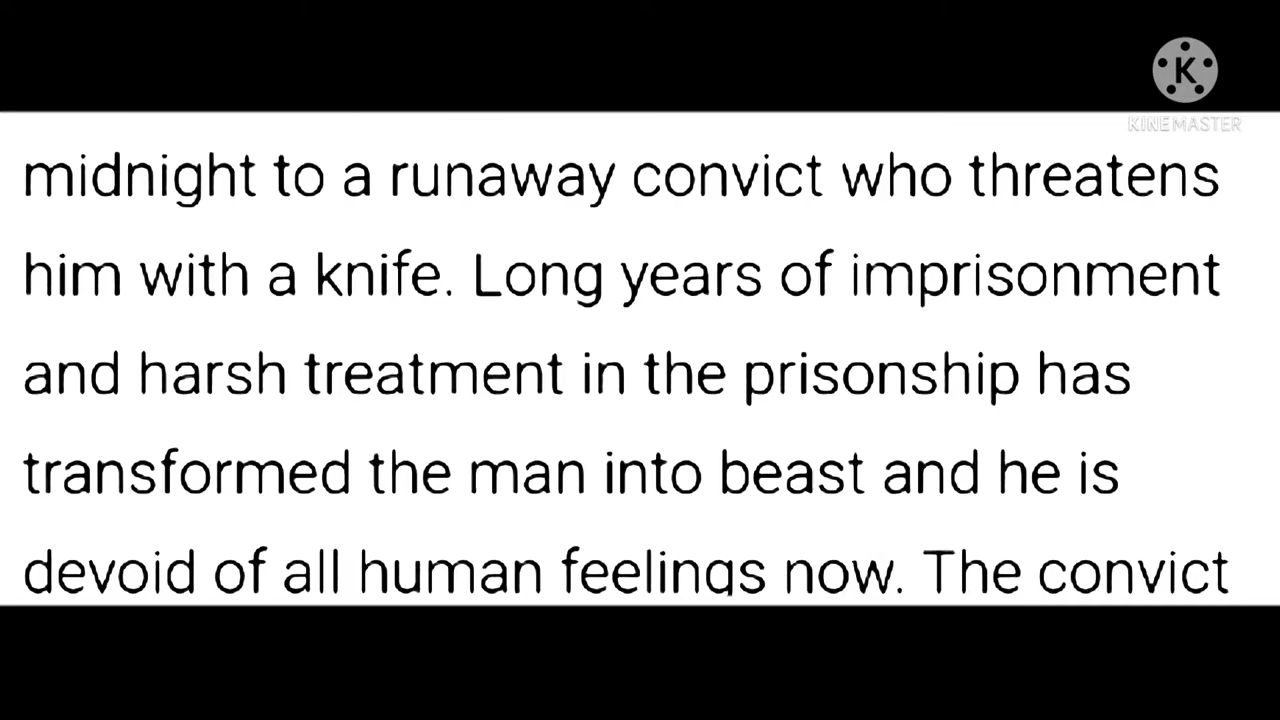 K
KINEMASTER
midnight to a runaway convict who threatens
him with a knife. Long years of imprisonment
and harsh treatment in the prisonship has
transformed the man into beast and he is
devoid of all human feelings now. The convict